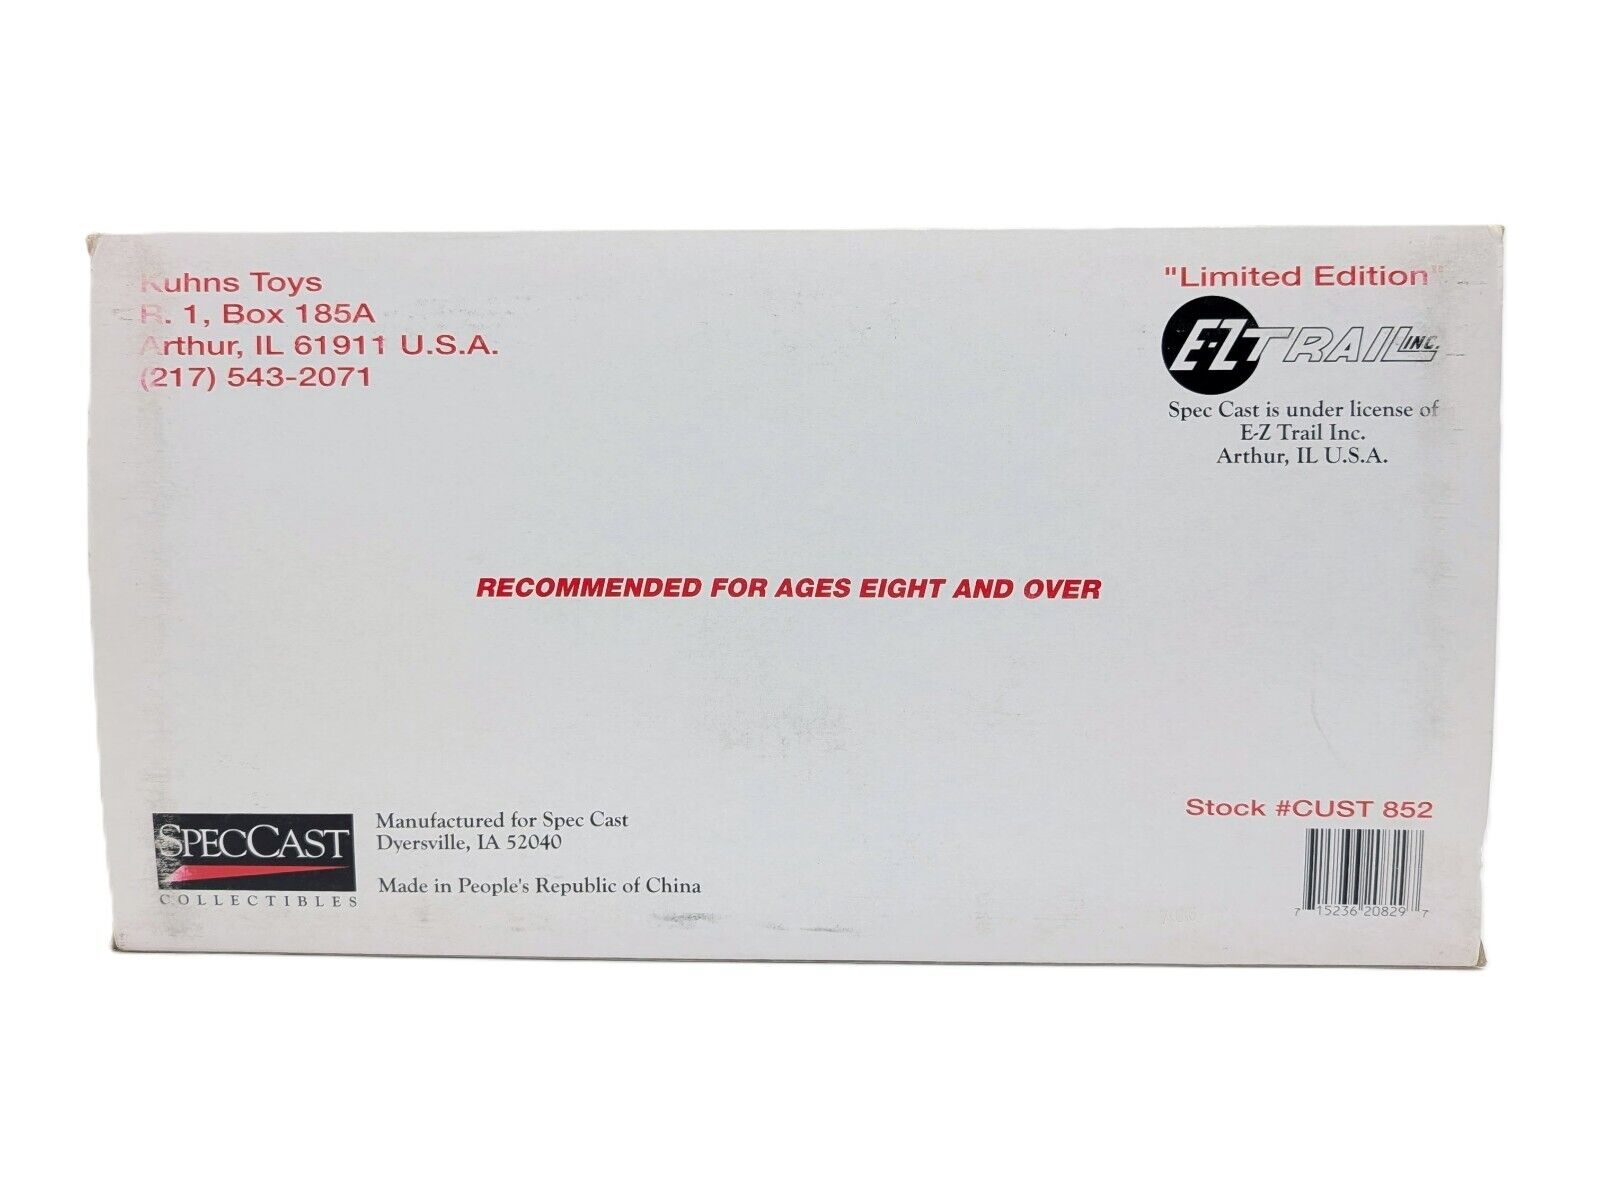 Kuhns Toys
R. 1, Box 185A
Arthur, IL 61911 U.S.A.
(217) 543-2071
"Limited Edition"
E-Z TRAIL INC.
Spec Cast is under license of
E-Z Trail Inc.
Arthur, IL U.S.A.
RECOMMENDED FOR AGES EIGHT AND OVER
SPECCAST
COLLECTIBLES
Manufactured for Spec Cast
Dyersville, IA 52040
Made in People's Republic of China
Stock #CUST 852
7 15236 20829 7